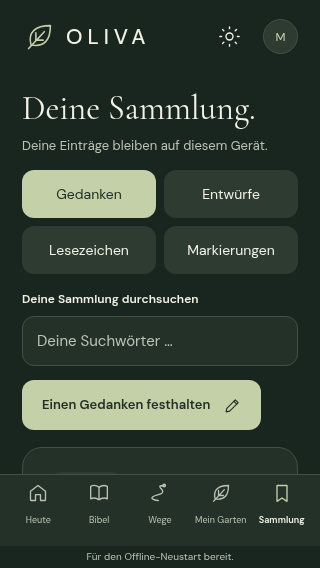 OLIVA
M
Deine Sammlung.
Deine Einträge bleiben auf diesem Gerät.
Gedanken
Entwürfe
Lesezeichen
Markierungen
Deine Sammlung durchsuchen
Deine Suchwörter ...
Einen Gedanken festhalten
Heute
Bibel
Wege
Mein Garten
Sammlung
Für den Offline-Neustart bereit.